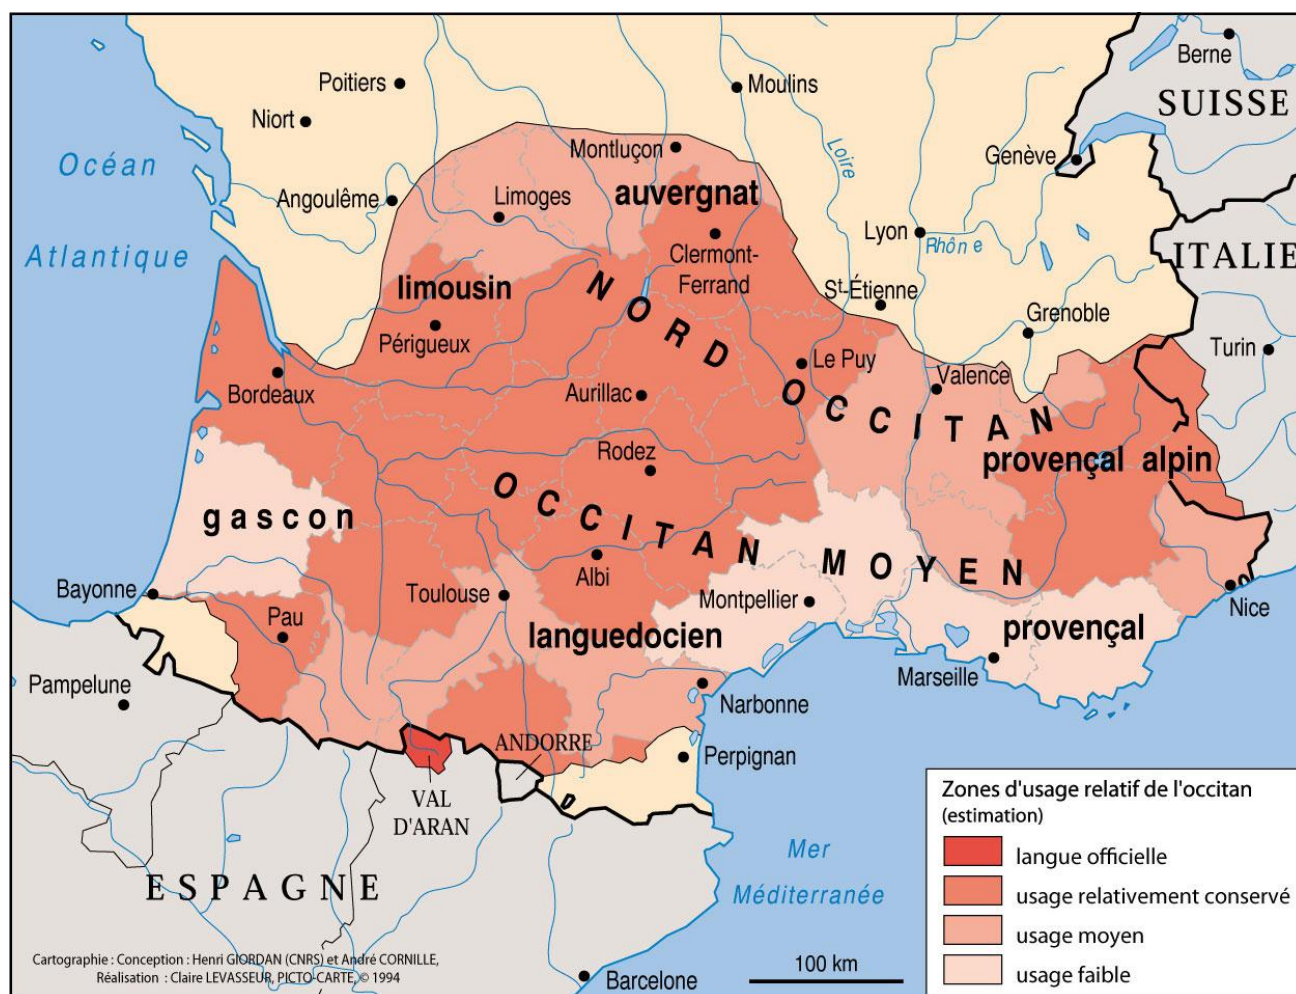 Berne
SUISSE
Poitiers
Moulins
Niort
Montluçon
Loire
Genève
Océan
Atlantique
Angoulême
Limoges
auvergnat
Lyon
Rhône
ITALIE
Clermont-
Ferrand
limousin
NORD OCCITAN
St-Étienne
Grenoble
Périgueux
Turin
Le Puy
Valence
Bordeaux
Aurillac
Rodez
provençal alpin
gascon
OCCITAN MOYEN
Albi
Bayonne
Toulouse
Montpellier
Nice
Pau
languedocien
provençal
Marseille
Pampelune
Narbonne
ANDORRE
Perpignan
VAL
D'ARAN
Mer
Méditerranée
ESPAGNE
Barcelone
100 km
Zones d'usage relatif de l'occitan
(estimation)
langue officielle
usage relativement conservé
usage moyen
usage faible
Cartographie : Conception : Henri GIORDAN (CNRS) et André CORNILLE,
Réalisation : Claire LEVASSEUR, PICTO-CARTE, © 1994